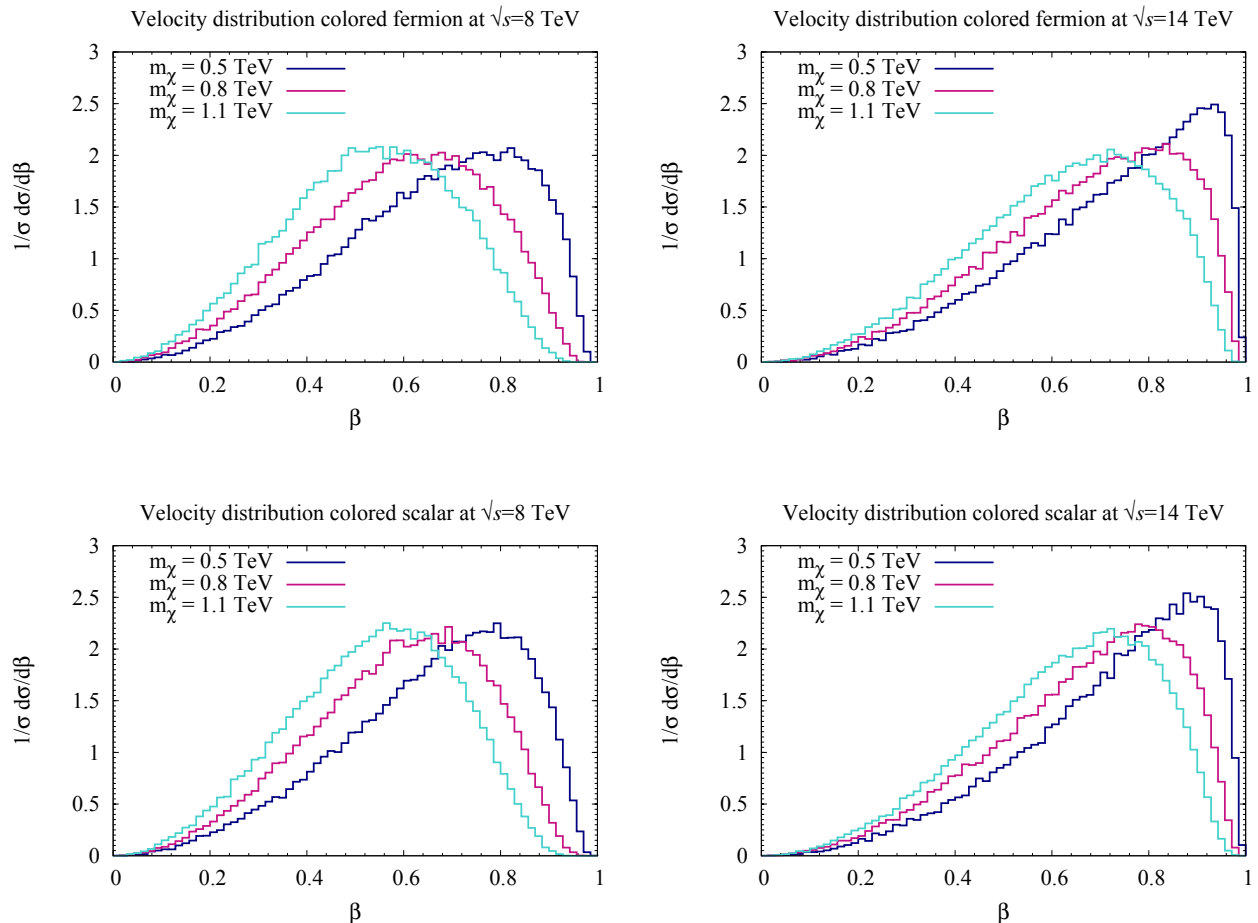 Velocity distribution colored fermion at √s=8 TeV
3
2.5
2
1.5
1
0.5
0
1/σ dσ/dβ
mχ = 0.5 TeV
mχ = 0.8 TeV
mχ = 1.1 TeV
0 0.2 0.4 0.6 0.8 1
β
Velocity distribution colored fermion at √s=14 TeV
3
2.5
2
1.5
1
0.5
0
1/σ dσ/dβ
mχ = 0.5 TeV
mχ = 0.8 TeV
mχ = 1.1 TeV
0 0.2 0.4 0.6 0.8 1
β
Velocity distribution colored scalar at √s=8 TeV
3
2.5
2
1.5
1
0.5
0
1/σ dσ/dβ
mχ = 0.5 TeV
mχ = 0.8 TeV
mχ = 1.1 TeV
0 0.2 0.4 0.6 0.8 1
β
Velocity distribution colored scalar at √s=14 TeV
3
2.5
2
1.5
1
0.5
0
1/σ dσ/dβ
mχ = 0.5 TeV
mχ = 0.8 TeV
mχ = 1.1 TeV
0 0.2 0.4 0.6 0.8 1
β